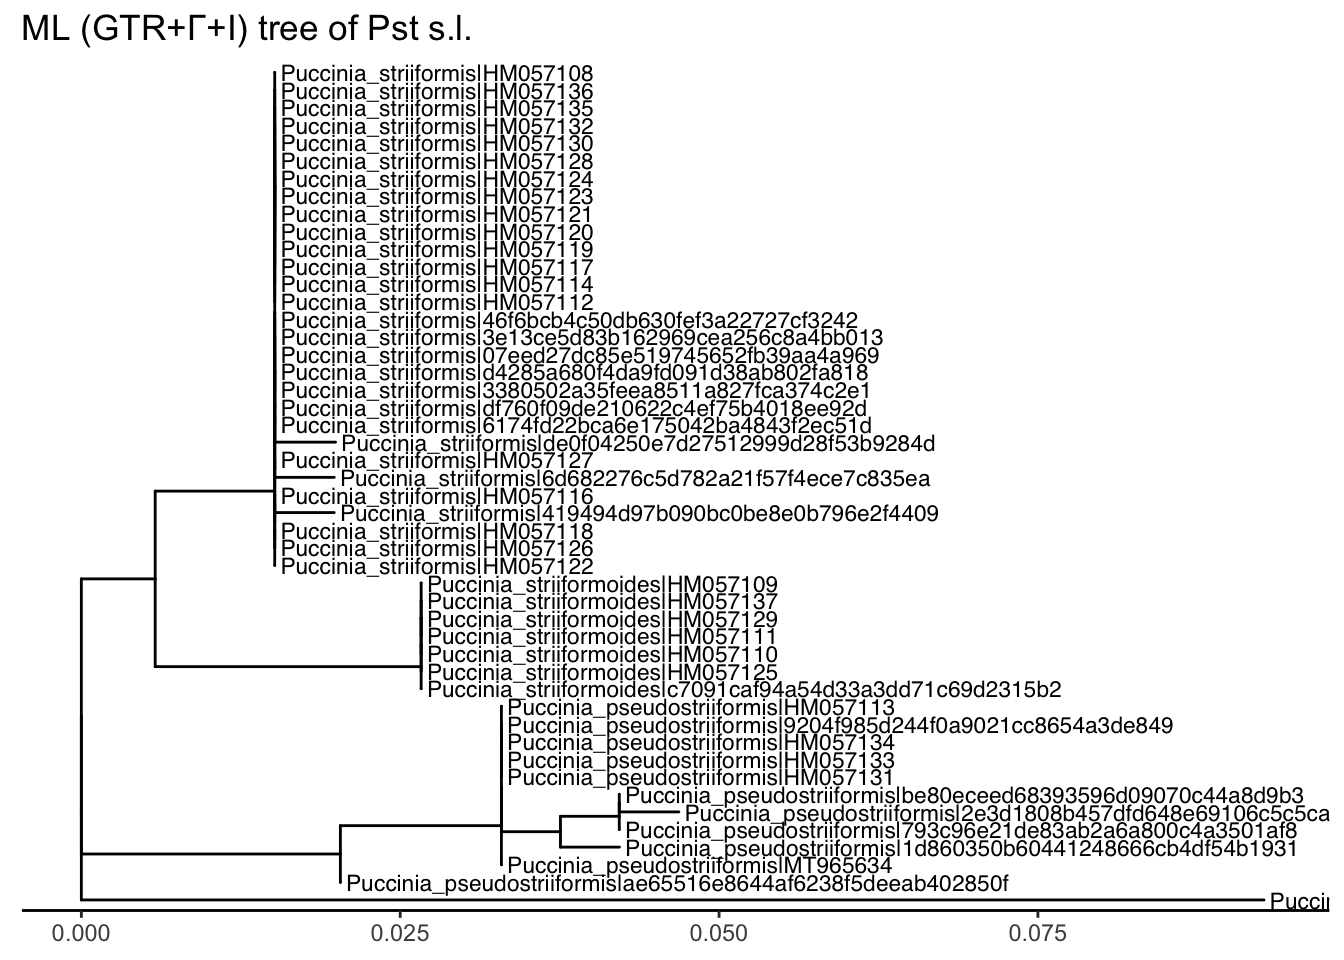 ML (GTR+Γ+I) tree of Pst s.l.
Puccinia_striiformis|HM057108
Puccinia_striiformis|HM057136
Puccinia_striiformis|HM057135
Puccinia_striiformis|HM057132
Puccinia_striiformis|HM057130
Puccinia_striiformis|HM057128
Puccinia_striiformis|HM057124
Puccinia_striiformis|HM057123
Puccinia_striiformis|HM057121
Puccinia_striiformis|HM057120
Puccinia_striiformis|HM057119
Puccinia_striiformis|HM057117
Puccinia_striiformis|HM057114
Puccinia_striiformis|HM057112
Puccinia_striiformis|46f6bcb4c50db630fef3a22727cf3242
Puccinia_striiformis|3e13ce5d83b162969cea256c8a4bb013
Puccinia_striiformis|07eed27dc85e519745652fb39aa4a969
Puccinia_striiformis|d4285a680f4da9fd091d38ab802fa818
Puccinia_striiformis|3380502a35feea8511a827fca374c2e1
Puccinia_striiformis|df760f09de210622c4ef75b4018ee92d
Puccinia_striiformis|6174fd22bca6e175042ba4843f2ec51d
Puccinia_striiformis|de0f04250e7d27512999d28f53b9284d
Puccinia_striiformis|HM057127
Puccinia_striiformis|6d682276c5d782a21f57f4ece7c835ea
Puccinia_striiformis|HM057116
Puccinia_striiformis|419494d97b090bc0be8e0b796e2f4409
Puccinia_striiformis|HM057118
Puccinia_striiformis|HM057126
Puccinia_striiformis|HM057122
Puccinia_striiformoides|HM057109
Puccinia_striiformoides|HM057137
Puccinia_striiformoides|HM057129
Puccinia_striiformoides|HM057111
Puccinia_striiformoides|HM057110
Puccinia_striiformoides|HM057125
Puccinia_striiformoides|c7091caf94a54d33a3dd71c69d2315b2
Puccinia_pseudostriiformis|HM057113
Puccinia_pseudostriiformis|9204f985d244f0a9021cc8654a3de849
Puccinia_pseudostriiformis|HM057134
Puccinia_pseudostriiformis|HM057133
Puccinia_pseudostriiformis|HM057131
Puccinia_pseudostriiformis|be80eceed68393596d09070c44a8d9b3
Puccinia_pseudostriiformis|2e3d1808b457dfd648e69106c5c5ca
Puccinia_pseudostriiformis|793c96e21de83ab2a6a800c4a3501af8
Puccinia_pseudostriiformis|1d860350b60441248666cb4df54b1931
Puccinia_pseudostriiformis|MT965634
Puccinia_pseudostriiformis|ae65516e8644af6238f5deeab402850f
0.000 0.025 0.050 0.075